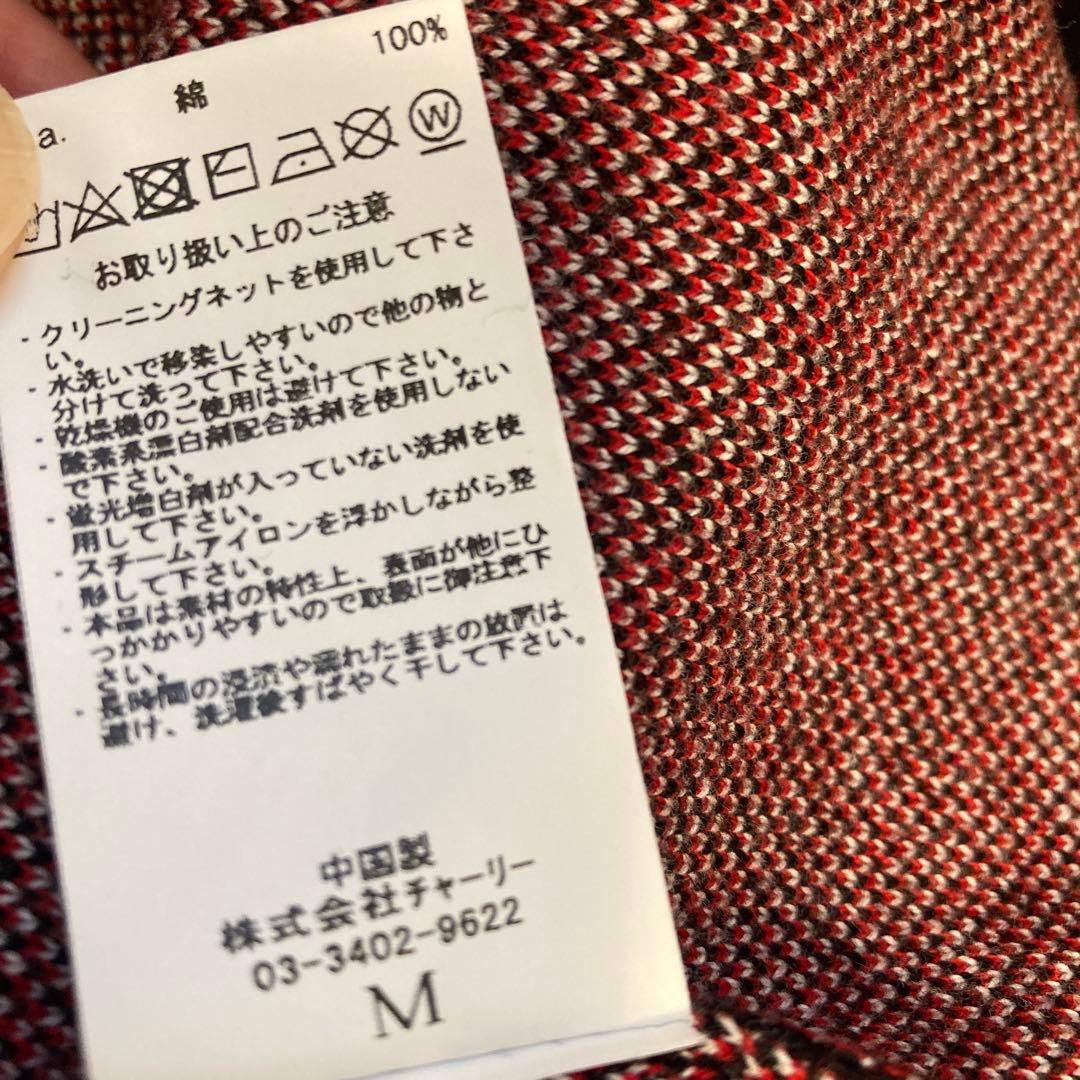 100%
綿
a.
W
お取り扱い上のご注意
・クリーニングネットを使用して下さ
い。
・水洗いで移染しやすいので他の物と
分けて洗って下さい。
・乾燥機のご使用は避けて下さい。
・酸素系漂白剤配合洗剤を使用しない
で下さい。
・蛍光増白剤が入っていない洗剤を使
用して下さい。
・スチームアイロンを浮かしながら整
形して下さい。
・本品は素材の特性上、表面が他にひ
っかかりやすいので取扱に御注意下
さい。
・長時間の浸漬や濡れたままの放置は
避け、洗濯後すばやく干して下さい。
中国製
株式会社チャーリー
03-3402-9622
M